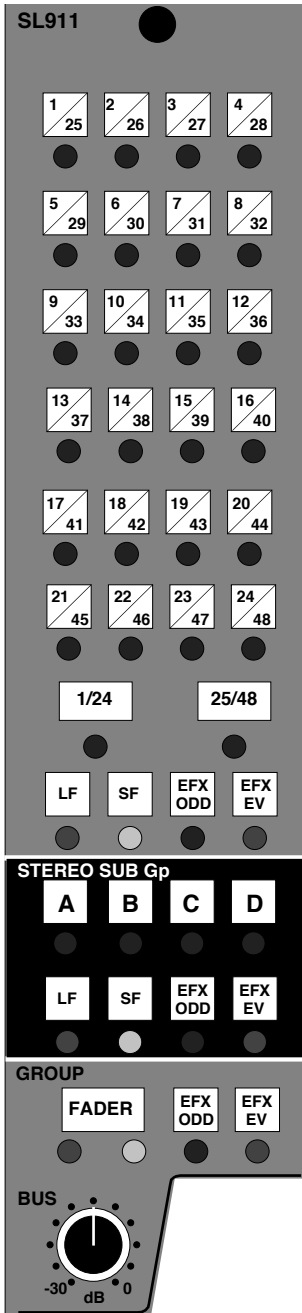 SL911
1 25 2 26 3 27 4 28
5 29 6 30 7 31 8 32
9 33 10 34 11 35 12 36
13 37 14 38 15 39 16 40
17 41 18 42 19 43 20 44
21 45 22 46 23 47 24 48
1/24 25/48
LF SF EFX ODD EFX EV
STEREO SUB Gp
A B C D
LF SF EFX ODD EFX EV
GROUP
FADER EFX ODD EFX EV
BUS
-30 dB 0